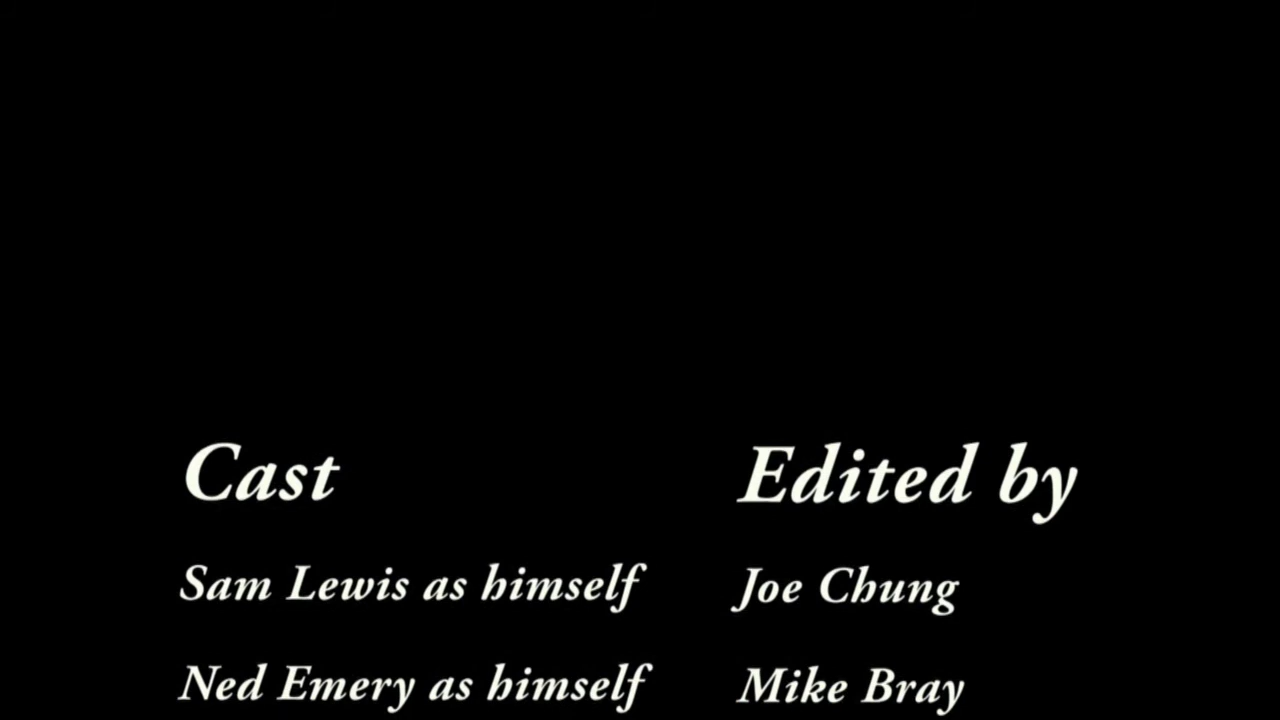 Cast
Sam Lewis as himself
Ned Emery as himself
Edited by
Joe Chung
Mike Bray